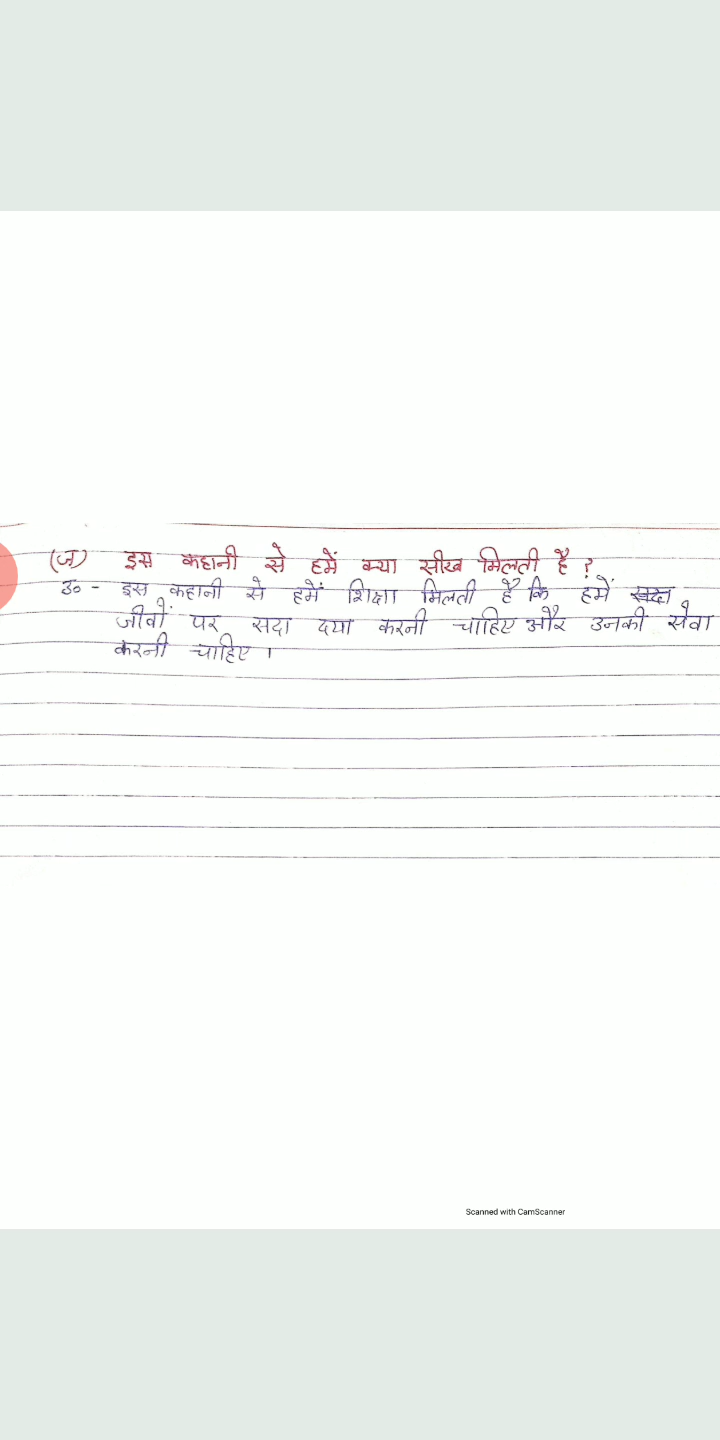 (ज) इस कहानी से हमें क्या सीख मिलती है ?
उ० - इस कहानी से हमें शिक्षा मिलती है कि हमें सदा
जीवों पर सदा दया करनी चाहिए और उनकी सेवा
करनी चाहिए ।
Scanned with CamScanner